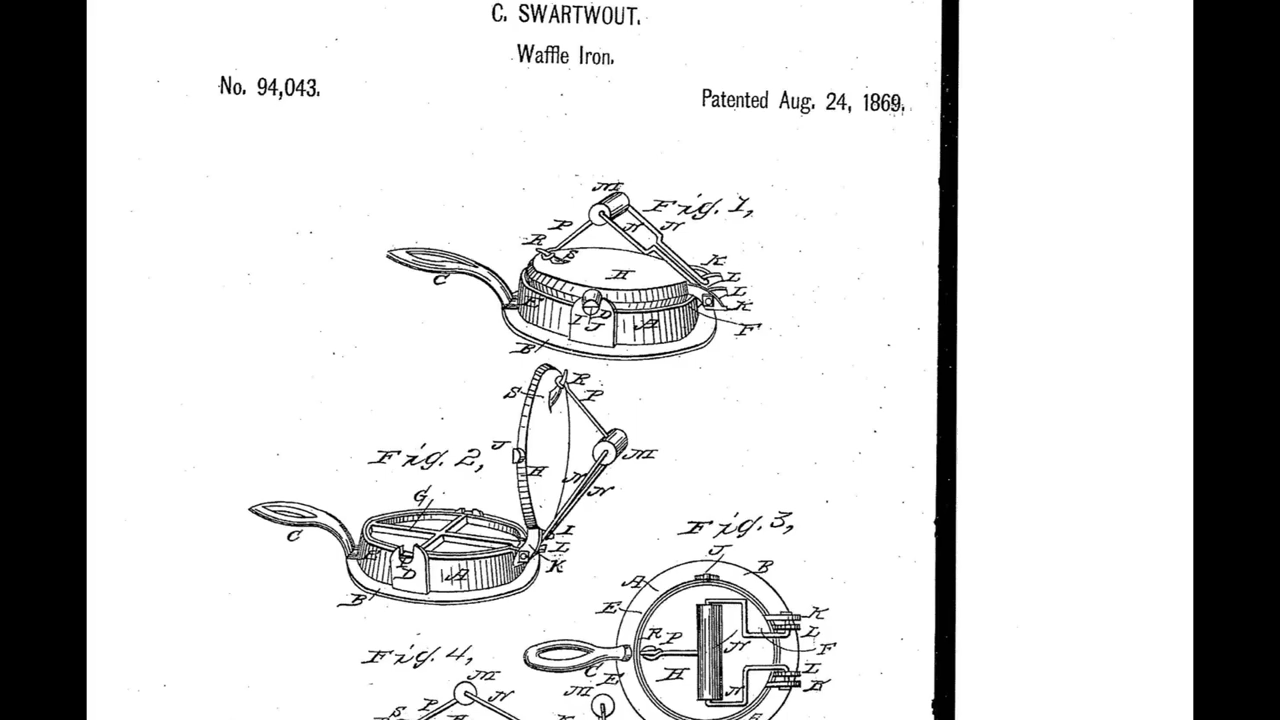 C. SWARTWOUT.
Waffle Iron.
No. 94,043.
Patented Aug. 24, 1869.
M
Fig. 1,
P
N
N
R
S
K
H
L
C
L
E
D
K
I
J
A
F
B
R
S
P
J
Fig. 2,
M
H
G
N
N
Fig. 3,
C
I
J
L
E
B
D
A
K
A
B
E
K
R
P
L
N
F
Fig. 4,
H
L
C
M
N
M
E
N
K
S
P